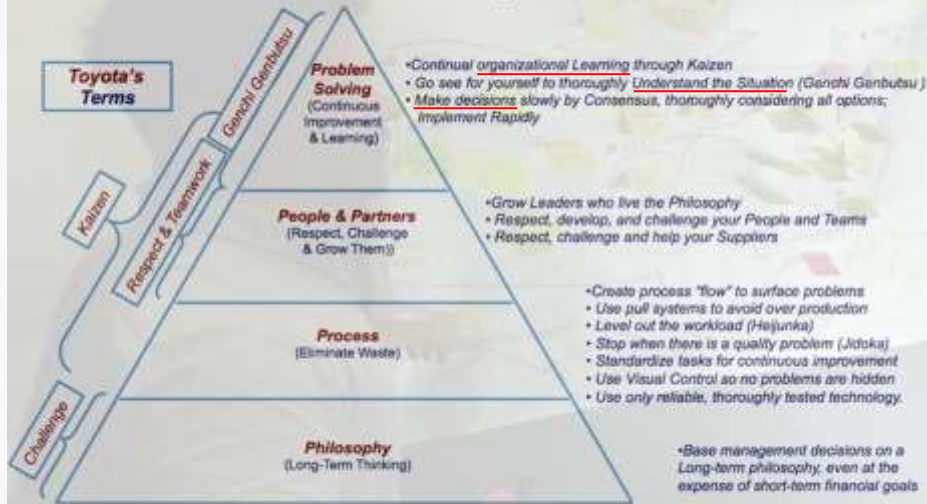 Toyota's
Terms
Genchi Genbutsu
Respect & Teamwork
Kaizen
Challenge
Problem
Solving
(Continuous
Improvement
& Learning)
•Continual organizational Learning through Kaizen
• Go see for yourself to thoroughly Understand the Situation (Genchi Genbutsu )
• Make decisions slowly by Consensus, thoroughly considering all options;
Implement Rapidly
People & Partners
(Respect, Challenge
& Grow Them))
•Grow Leaders who live the Philosophy
• Respect, develop, and challenge your People and Teams
• Respect, challenge and help your Suppliers
Process
(Eliminate Waste)
•Create process "flow" to surface problems
• Use pull systems to avoid over production
• Level out the workload (Heijunka)
• Stop when there is a quality problem (Jidoka)
• Standardize tasks for continuous improvement
• Use Visual Control so no problems are hidden
• Use only reliable, thoroughly tested technology.
Philosophy
(Long-Term Thinking)
•Base management decisions on a
Long-term philosophy, even at the
expense of short-term financial goals